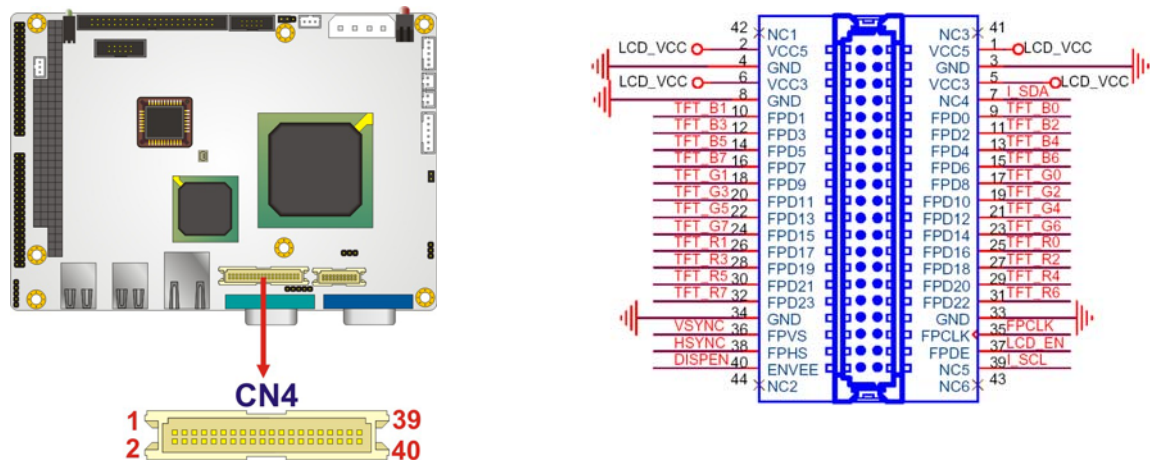 CN4
1 39
2 40
42 NC1 NC3 41
LCD_VCC 2 VCC5 VCC5 1 LCD_VCC
4 GND GND 3
LCD_VCC 6 VCC3 VCC3 5 LCD_VCC
8 GND NC4 7 I_SDA
TFT_B1 10 FPD1 FPD0 9 TFT_B0
TFT_B3 12 FPD3 FPD2 11 TFT_B2
TFT_B5 14 FPD5 FPD4 13 TFT_B4
TFT_B7 16 FPD7 FPD6 15 TFT_B6
TFT_G1 18 FPD9 FPD8 17 TFT_G0
TFT_G3 20 FPD11 FPD10 19 TFT_G2
TFT_G5 22 FPD13 FPD12 21 TFT_G4
TFT_G7 24 FPD15 FPD14 23 TFT_G6
TFT_R1 26 FPD17 FPD16 25 TFT_R0
TFT_R3 28 FPD19 FPD18 27 TFT_R2
TFT_R5 30 FPD21 FPD20 29 TFT_R4
TFT_R7 32 FPD23 FPD22 31 TFT_R6
34 GND GND 33
VSYNC 36 FPVS FPCLK 35 FPCLK
HSYNC 38 FPHS FPDE 37 LCD_EN
DISPEN 40 ENVEE NC5 39 I_SCL
44 NC2 NC6 43